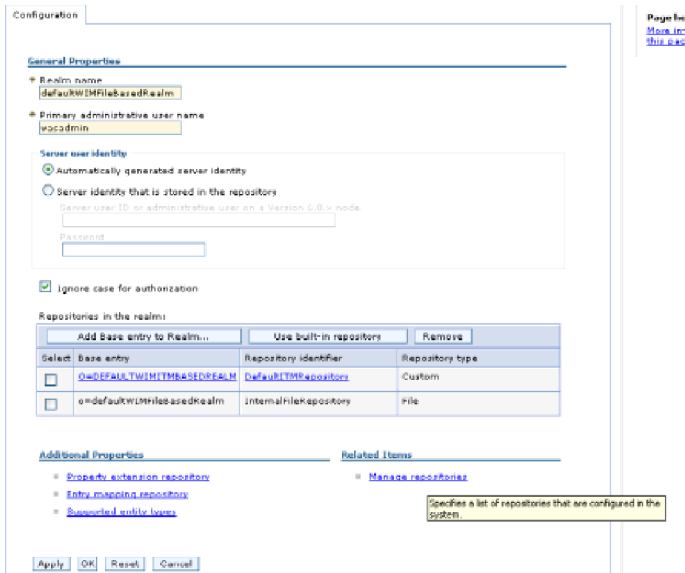 Configuration
Page
More
this
General Properties
* Realm name
defaultWIMFileBasedRealm
* Primary administrative user name
wasadmin
Server user identity
Automatically generated server identity
Server identity that is stored in the repository
Server user ID or administrative user on a Version 6.0.x node
Password
Ignore case for authorization
Repositories in the realm:
Add Base entry to Realm... Use built-in repository Remove
Select Base entry Repository identifier Repository type
O=DEFAULTWIMITMBASEDREALM DefaultITMRepository Custom
o=defaultWIMFileBasedRealm InternalFileRepository File
Additional Properties
Property extension repository
Entry mapping repository
Supported entity types
Related Items
Manage repositories
Specifies a list of repositories that are configured in the
system.
Apply OK Reset Cancel